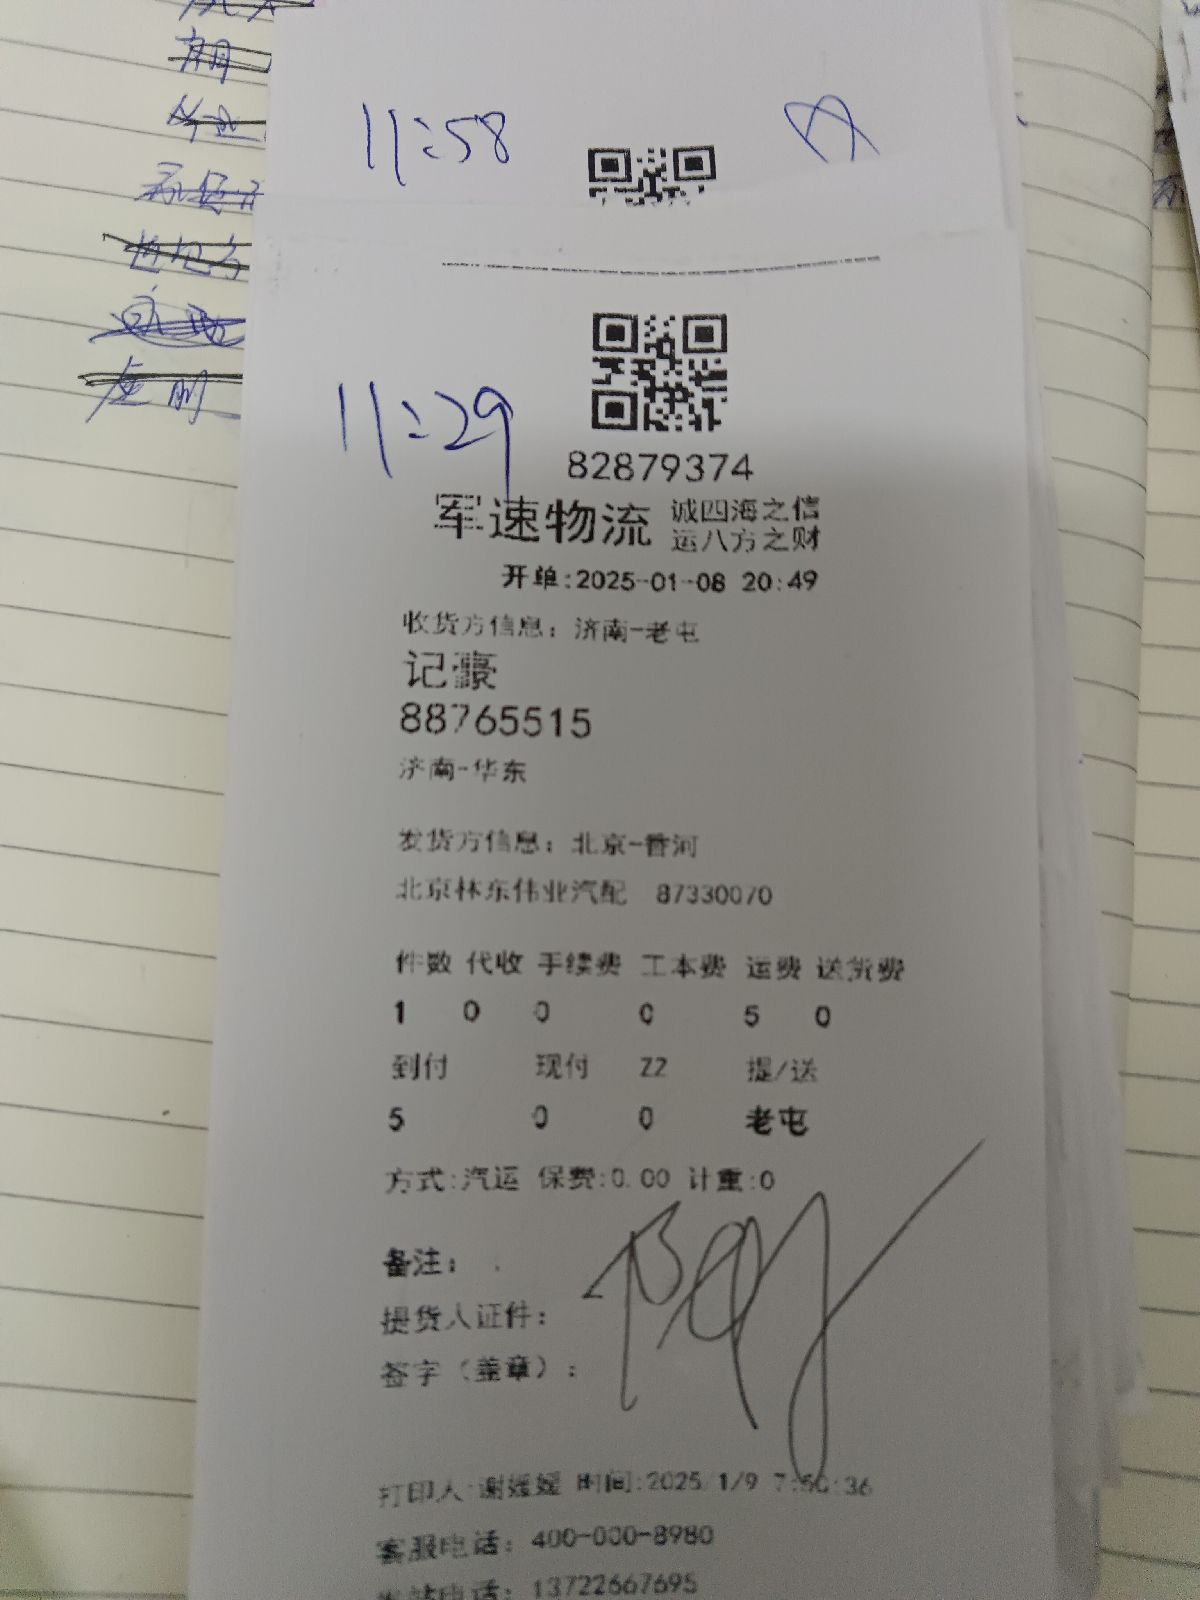 11:58
11:29
82879374
军速物流 诚四海之信
运八方之财
开单:2025-01-08 20:49
收货方信息: 济南-老屯
记豪
88765515
济南-华东
发货方信息: 北京-香河
北京林东伟业汽配 87330070
件数 代收 手续费 工本费 运费 送货费
1 0 0 0 5 0
到付 现付 ZZ 提/送
5 0 0 老屯
方式:汽运 保费:0.00 计重:0
备注:
提货人证件:
签字（盖章）:
打印人:谢媛媛 时间:2025/1/9 7:50:36
客服电话: 400-000-8980
电话: 13722667695